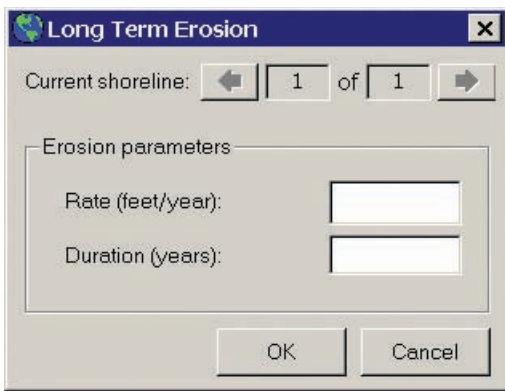 Long Term Erosion
Current shoreline: 1 of 1
Erosion parameters
Rate (feet/year):
Duration (years):
OK Cancel